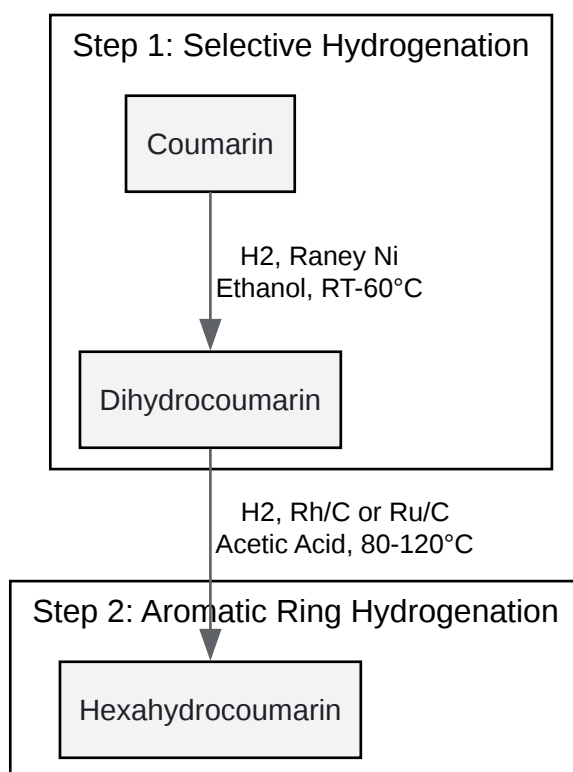 Step 1: Selective Hydrogenation
Coumarin
H2, Raney Ni
Ethanol, RT-60°C
Dihydrocoumarin
H2, Rh/C or Ru/C
Acetic Acid, 80-120°C
Step 2: Aromatic Ring Hydrogenation
Hexahydrocoumarin